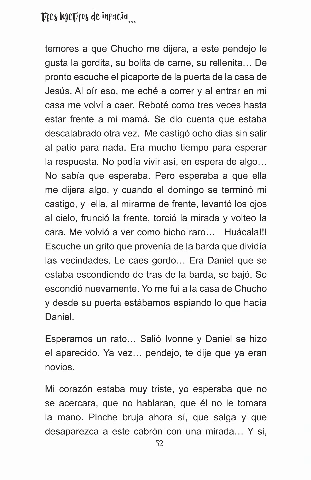 Tres lagartijas de infancia...
temores a que Chucho me dijera, a este pendejo le
gusta la gordita, su bolita de carne, su rellenita... De
pronto escuche el picaporte de la puerta de la casa de
Jesús. Al oír eso, me eché a correr y al entrar en mi
casa me volví a caer. Reboté como tres veces hasta
estar frente a mi mamá. Se dio cuenta que estaba
descalabrado otra vez. Me castigó ocho días sin salir
al patio para nada. Era mucho tiempo para esperar
la respuesta. No podía vivir así, en espera de algo...
No sabía que esperaba. Pero esperaba a que ella
me dijera algo, y cuando el domingo se terminó mi
castigo, y ella, al mirarme de frente, levantó los ojos
al cielo, frunció la frente, torció la mirada y volteo la
cara. Me volvió a ver como bicho raro... Huácala!!!
Escuche un grito que provenía de la barda que dividía
las vecindades. Le caes gordo... Era Daniel que se
estaba escondiendo de tras de la barda, se bajó. Se
escondió nuevamente. Yo me fui a la casa de Chucho
y desde su puerta estábamos espiando lo que hacía
Daniel.
Esperamos un rato... Salió Ivonne y Daniel se hizo
el aparecido. Ya vez... pendejo, te dije que ya eran
novios.
Mi corazón estaba muy triste, yo esperaba que no
se acercara, que no hablaran, que él no le tomara
la mano. Pinche bruja ahora sí, que salga y que
desaparezca a este cabrón con una mirada... Y sí,
52